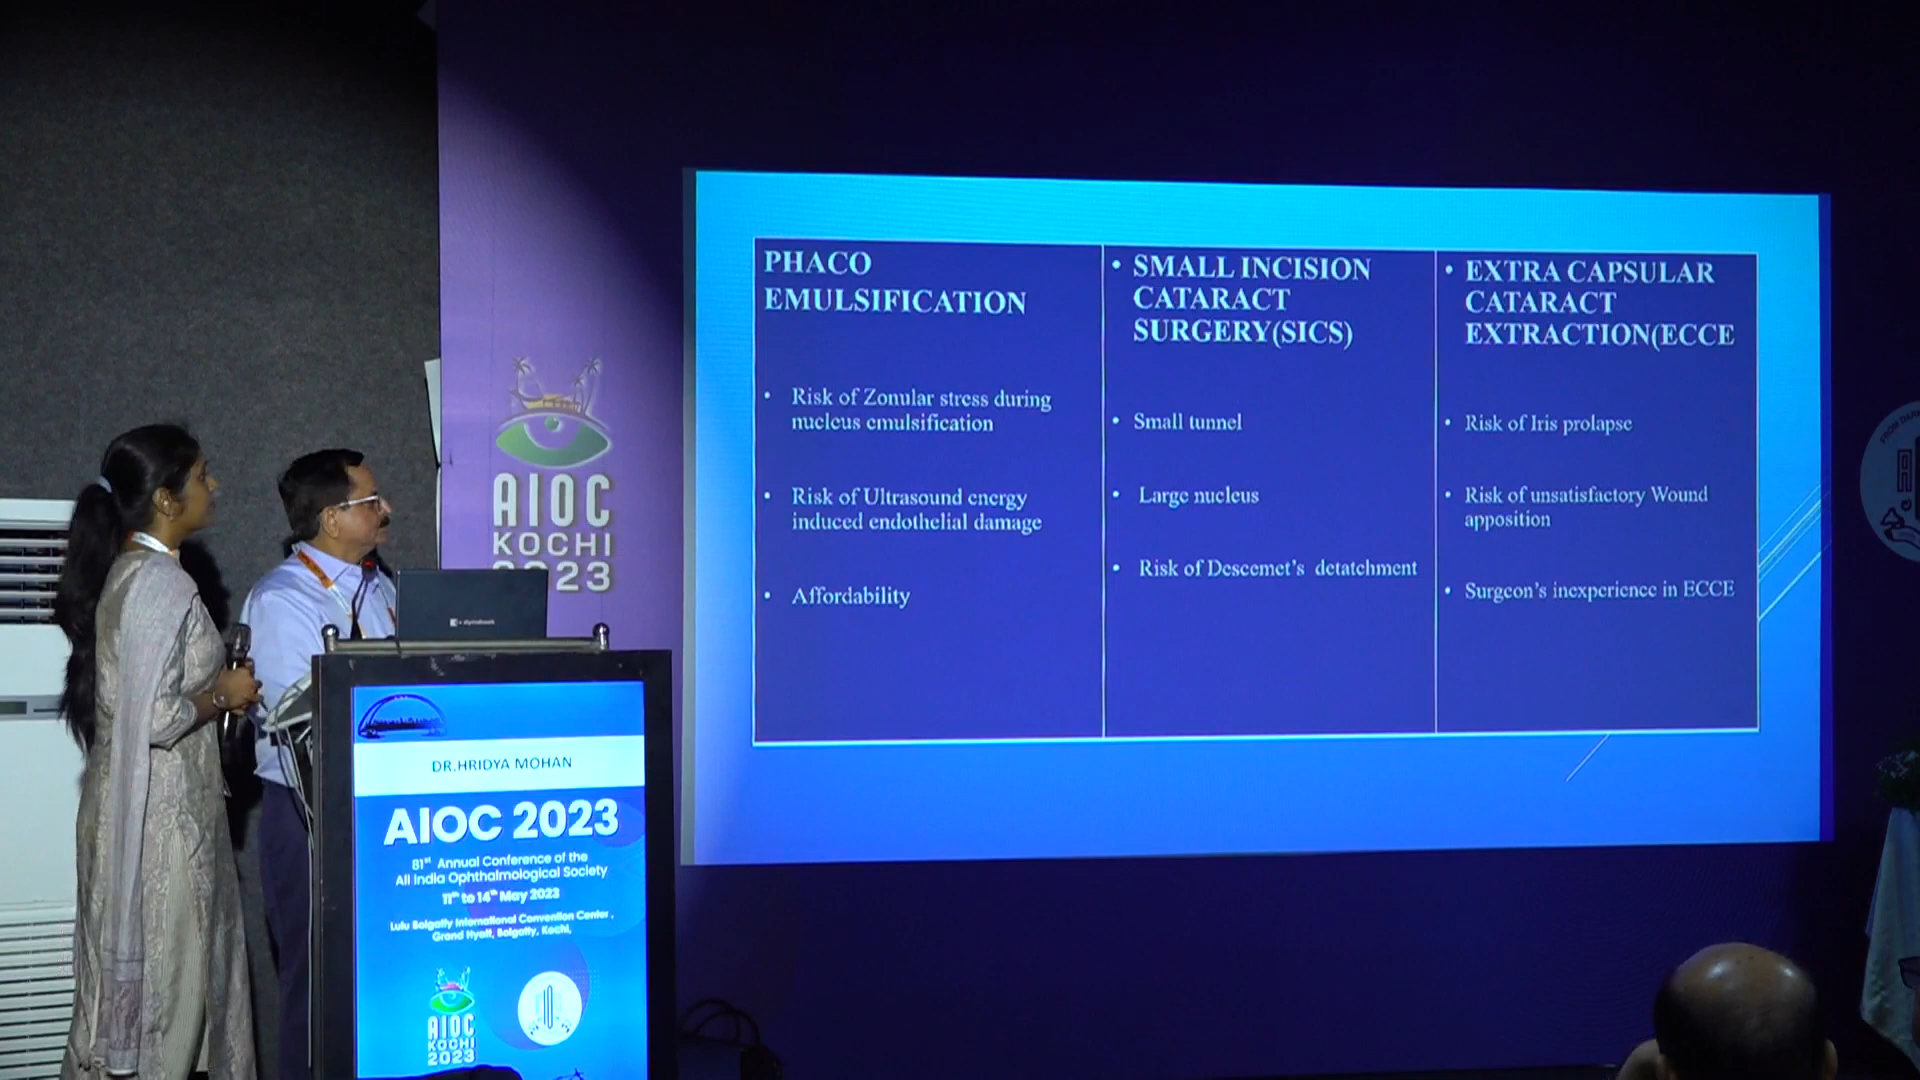 PHACO
EMULSIFICATION
• Risk of Zonular stress during
nucleus emulsification
• Risk of Ultrasound energy
induced endothelial damage
• Affordability
• SMALL INCISION
CATARACT
SURGERY(SICS)
• Small tunnel
• Large nucleus
• Risk of Descemet's detatchment
• EXTRA CAPSULAR
CATARACT
EXTRACTION(ECCE
• Risk of Iris prolapse
• Risk of unsatisfactory Wound
apposition
• Surgeon's inexperience in ECCE
AIOC
KOCHI
23
DR.HRIDYA MOHAN
AIOC 2023
81st Annual Conference of the
All India Ophthalmological Society
11th to 14th May 2023
Lulu Bolgatty International Convention Center,
Grand Hyatt, Bolgatty, Kochi,
AIOC
KOCHI
2023